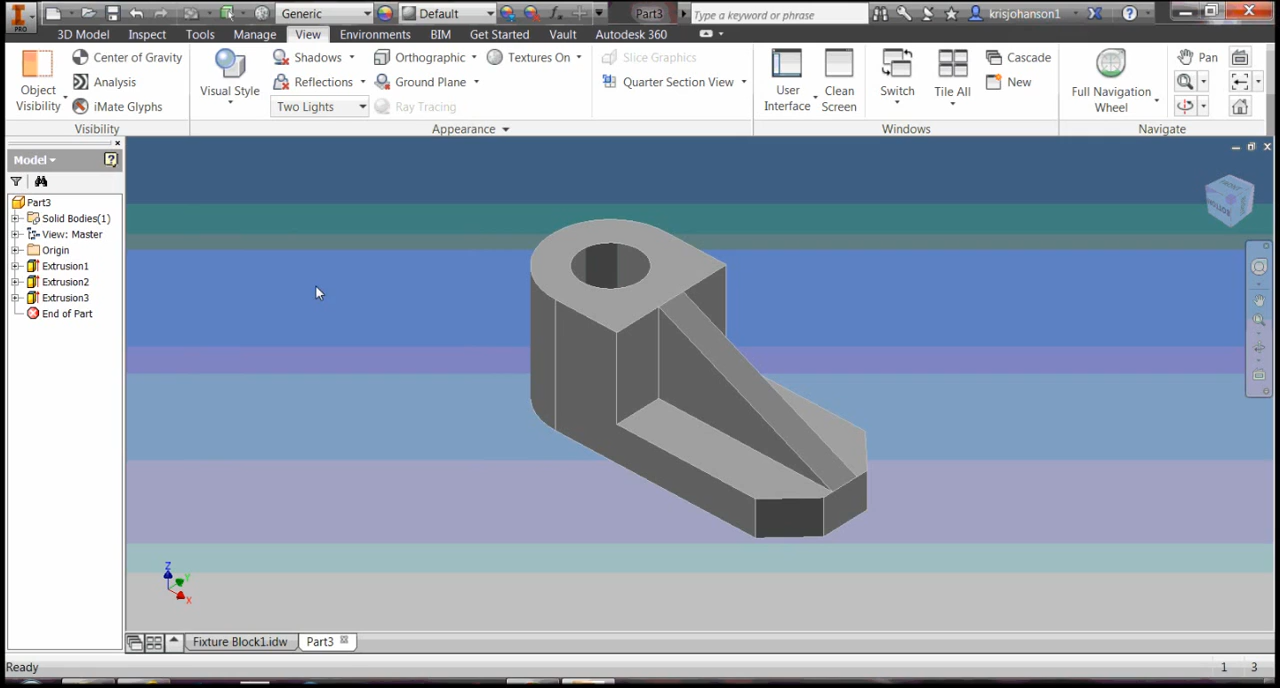 PRO
Generic
Default
Part3
Type a keyword or phrase
krisjohanson1
3D Model Inspect Tools Manage View Environments BIM Get Started Vault Autodesk 360
Object Visibility
Center of Gravity
Analysis
iMate Glyphs
Visibility
Visual Style
Shadows
Reflections
Two Lights
Orthographic
Ground Plane
Ray Tracing
Textures On
Slice Graphics
Quarter Section View
Appearance
User Interface
Clean Screen
Switch
Tile All
Cascade
New
Windows
Full Navigation Wheel
Pan
Navigate
Model
Part3
Solid Bodies(1)
View: Master
Origin
Extrusion1
Extrusion2
Extrusion3
End of Part
Z
Y
X
Fixture Block1.idw
Part3
Ready
1 3